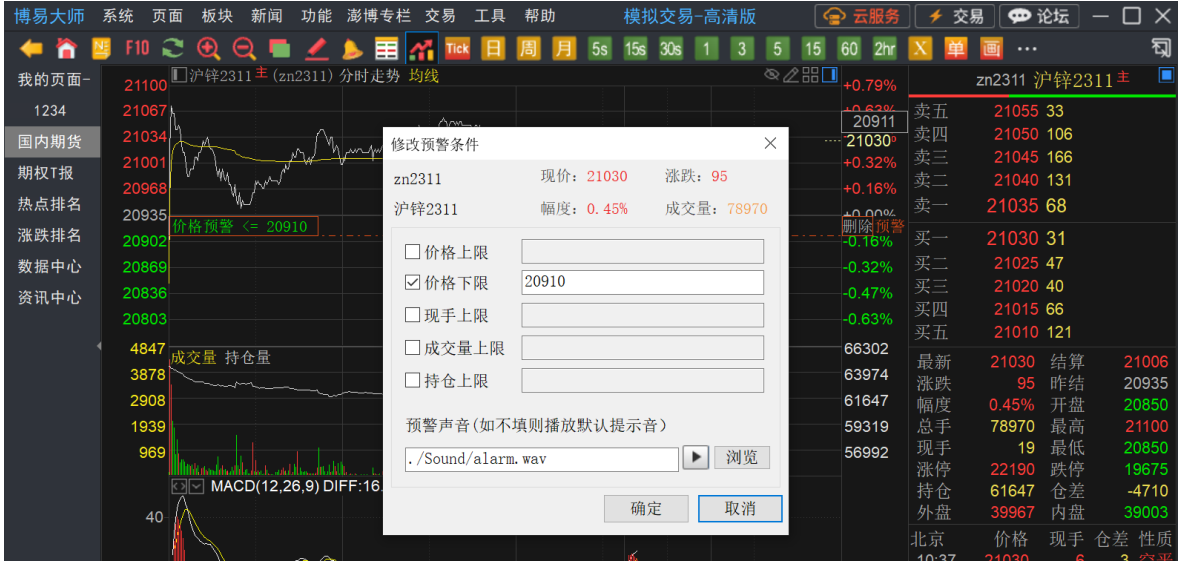 博易大师 系统 页面 板块 新闻 功能 澎博专栏 交易 工具 帮助 模拟交易-高清版 云服务 交易 论坛
NE F10 Tick 日 周 月 5s 15s 30s 1 3 5 15 60 2hr X 单 画 ···
我的页面-
1234
国内期货
期权T报
热点排名
涨跌排名
数据中心
资讯中心
沪锌2311主 (zn2311) 分时走势 均线
21100
21067
21034
21001
20968
20935
20902
20869
20836
20803
价格预警 <= 20910
4847
3878
2908
1939
969
成交量 持仓量
MACD(12,26,9) DIFF:16.
40
修改预警条件
zn2311 现价: 21030 涨跌: 95
沪锌2311 幅度: 0.45% 成交量: 78970
价格上限
价格下限 20910
现手上限
成交量上限
持仓上限
预警声音(如不填则播放默认提示音)
./Sound/alarm.wav 浏览
确定 取消
+0.79%
+0.63%
20911
21030
+0.32%
+0.16%
+0.00%
删除 预警
-0.16%
-0.32%
-0.47%
-0.63%
66302
63974
61647
59319
56992
zn2311 沪锌2311主
卖五 21055 33
卖四 21050 106
卖三 21045 166
卖二 21040 131
卖一 21035 68
买一 21030 31
买二 21025 47
买三 21020 40
买四 21015 66
买五 21010 121
最新 21030 结算 21006
涨跌 95 昨结 20935
幅度 0.45% 开盘 20850
总手 78970 最高 21100
现手 19 最低 20850
涨停 22190 跌停 19675
持仓 61647 仓差 -4710
外盘 39967 内盘 39003
北京 价格 现手 仓差 性质
10:37 21030 6 3 空平